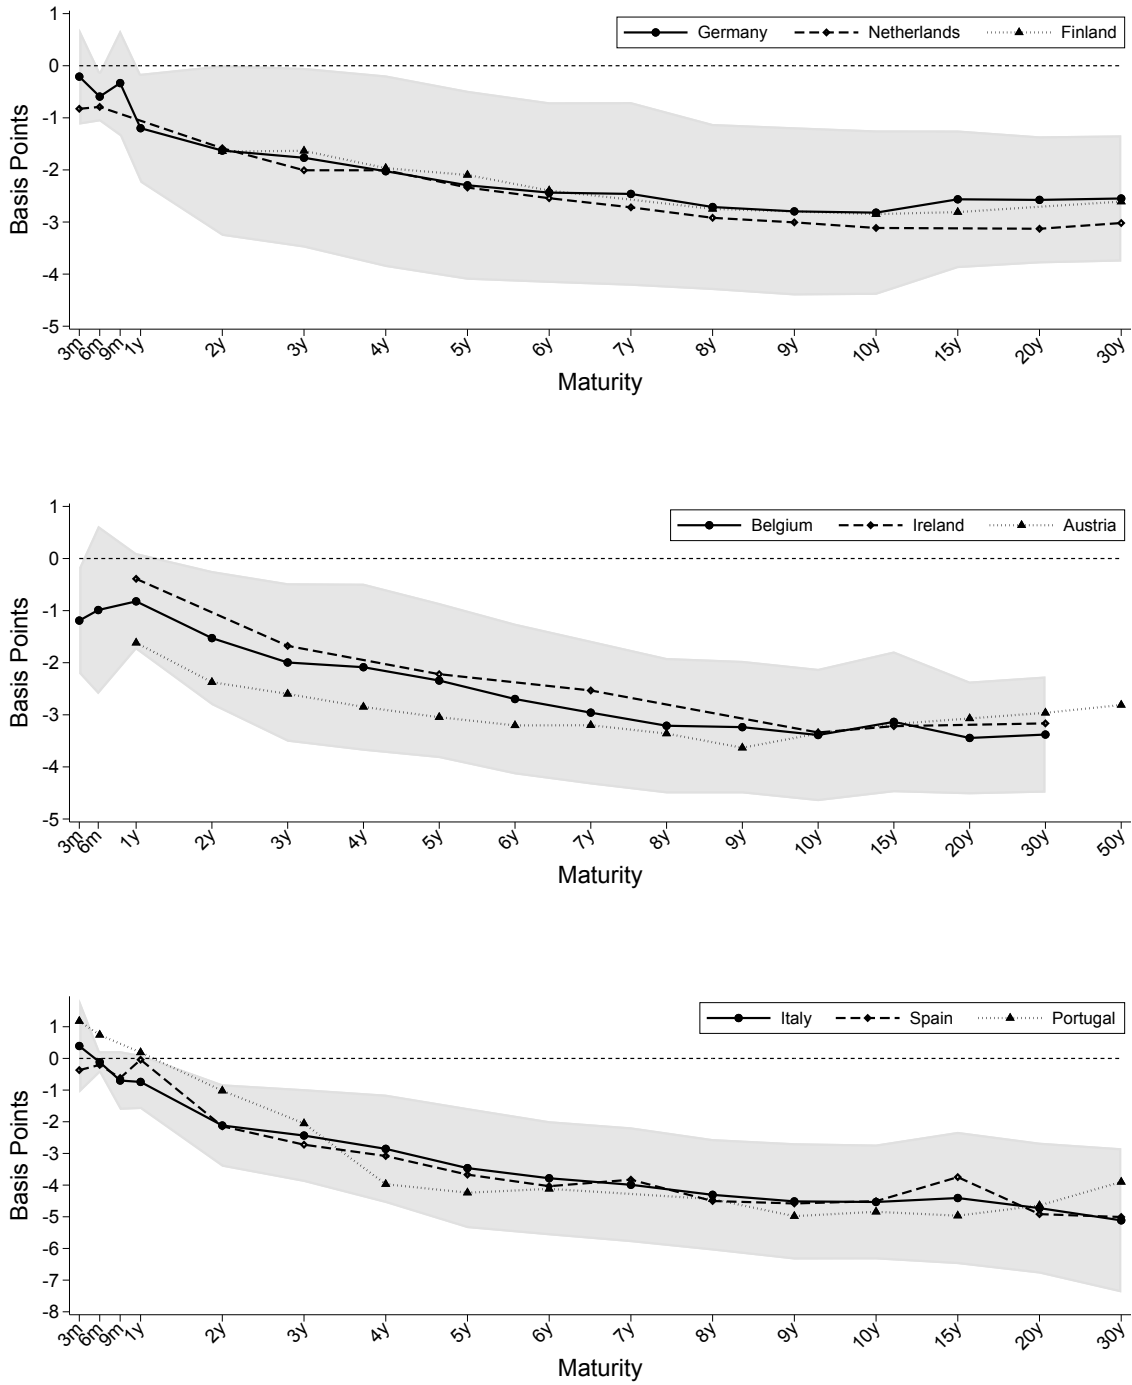 1
Germany Netherlands Finland
0
-1
-2
-3
-4
-5
Basis Points
3m 6m 9m 1y 2y 3y 4y 5y 6y 7y 8y 9y 10y 15y 20y 30y
Maturity
1
Belgium Ireland Austria
0
-1
-2
-3
-4
-5
Basis Points
3m 6m 1y 2y 3y 4y 5y 6y 7y 8y 9y 10y 15y 20y 30y 50y
Maturity
Italy Spain Portugal
1
0
-1
-2
-3
-4
-5
-6
-7
-8
Basis Points
3m 6m 9m 1y 2y 3y 4y 5y 6y 7y 8y 9y 10y 15y 20y 30y
Maturity